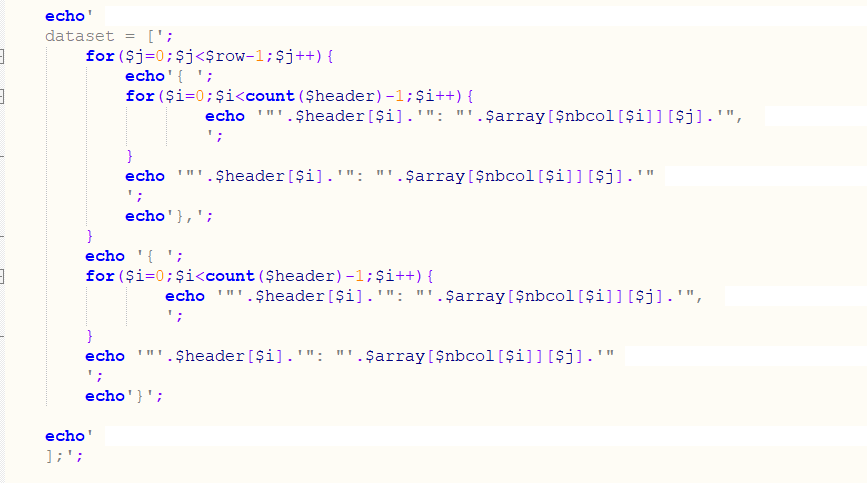 echo'
dataset = [';
for($j=0;$j<$row-1;$j++){
echo'{ ';
for($i=0;$i<count($header)-1;$i++){
echo '"'.$header[$i].'": "'.$array[$nbcol[$i]][$j].'",
';
}
echo '"'.$header[$i].'": "'.$array[$nbcol[$i]][$j].'"
';
echo'},';
}
echo '{ ';
for($i=0;$i<count($header)-1;$i++){
echo '"'.$header[$i].'": "'.$array[$nbcol[$i]][$j].'",
';
}
echo '"'.$header[$i].'": "'.$array[$nbcol[$i]][$j].'"
';
echo'}';
echo'
];';